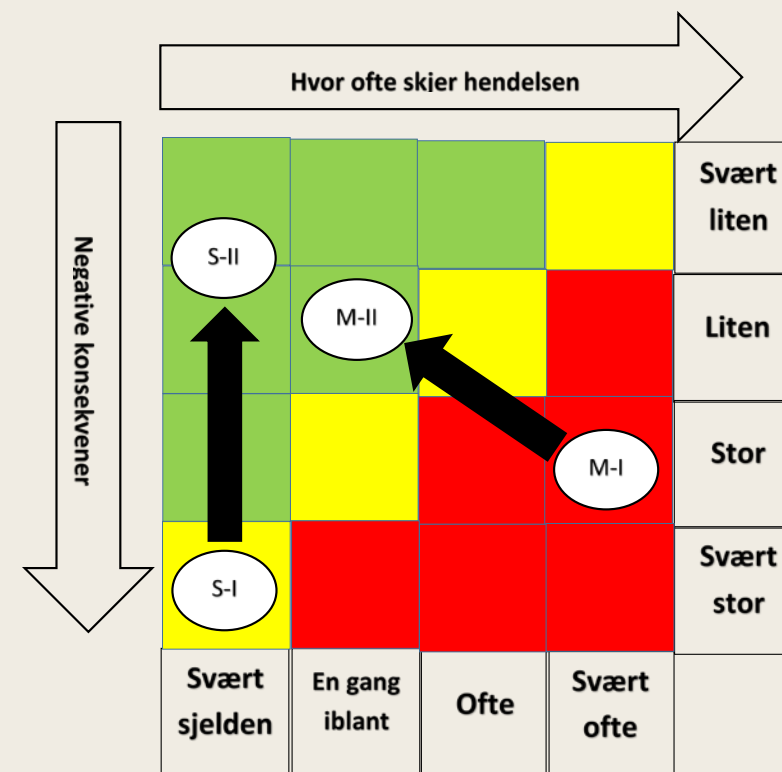 Hvor ofte skjer hendelsen
Negative konsekvener
Svært
liten
S-II
M-II
Liten
M-I
Stor
S-I
Svært
stor
Svært
sjelden
En gang
iblant
Ofte
Svært
ofte